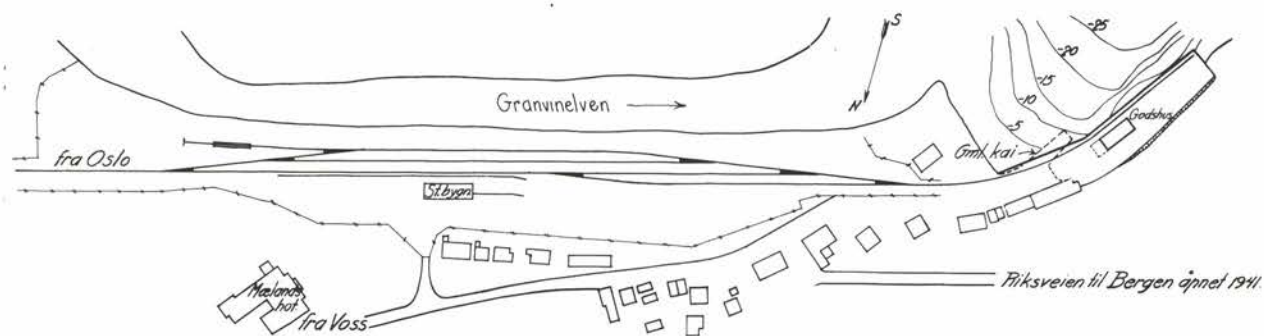 S
N
-25
-20
-15
-10
-5
Granvinelven
Godshus
Gml. kai
fra Oslo
St.bygn.
Mælands
hot
fra Voss
Riksveien til Bergen åpnet 1941.